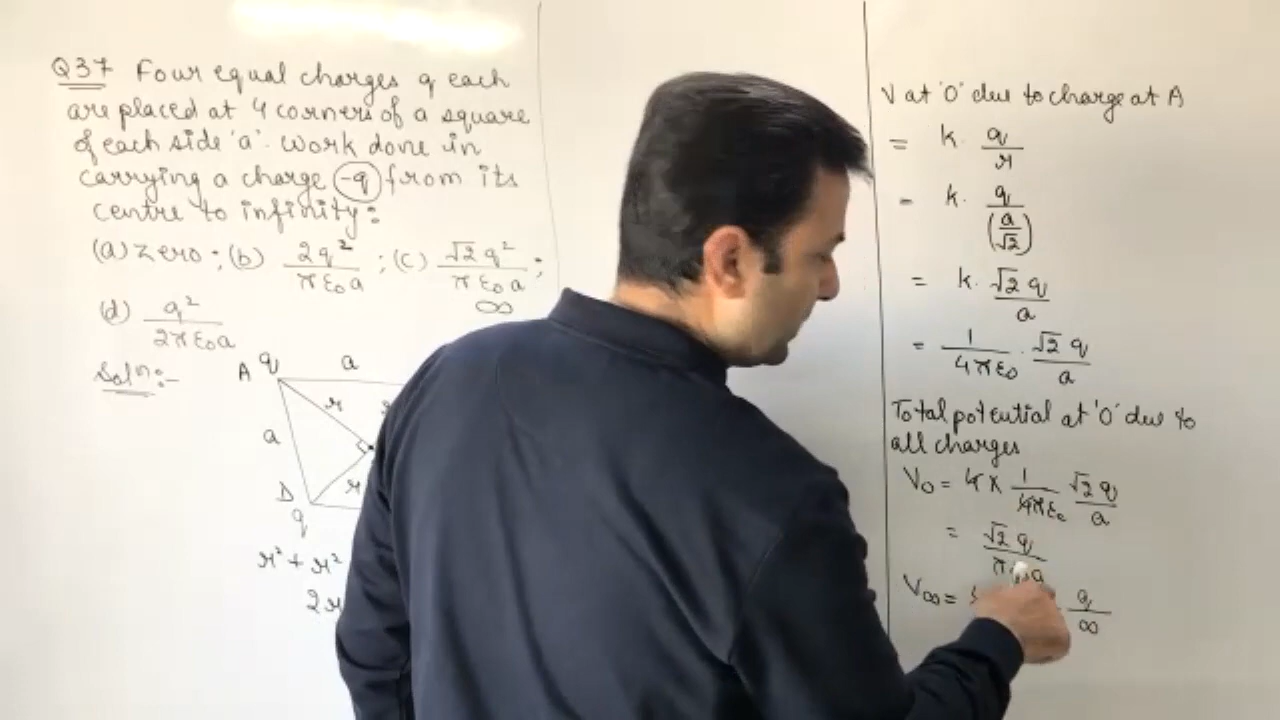 Q37 Four equal charges q each
are placed at 4 corners of a square
of each side 'a'. Work done in
carrying a charge -q from its
centre to infinity:
(a) Zero; (b) 2q²/πε₀a; (c) √2 q²/πε₀a;
∞
(d) q²/2πε₀a
Soln:-
A q a
r
a
r
D
q
r² + r²
2r
V at 'O' due to charge at A
= k. q/r
= k. q/(a/√2)
= k. √2 q/a
= 1/4πε₀ . √2 q/a
Total potential at 'O' due to
all charges
V₀ = 4 x 1/4πε₀ √2 q/a
= √2 q/πε₀a
V∞ = q/∞